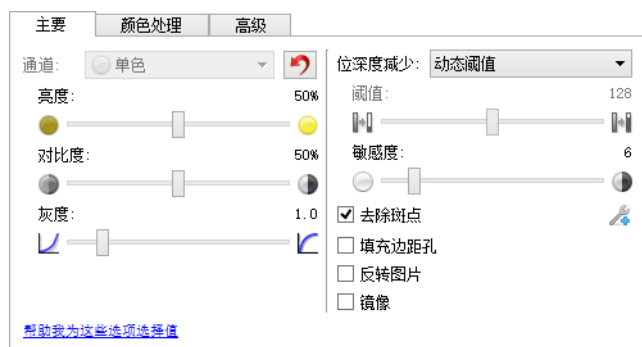 主要 颜色处理 高级
通道: 单色
亮度: 50%
对比度: 50%
灰度: 1.0
帮助我为这些选项选择值
位深度减少: 动态阈值
阈值: 128
敏感度: 6
去除斑点
填充边距孔
反转图片
镜像